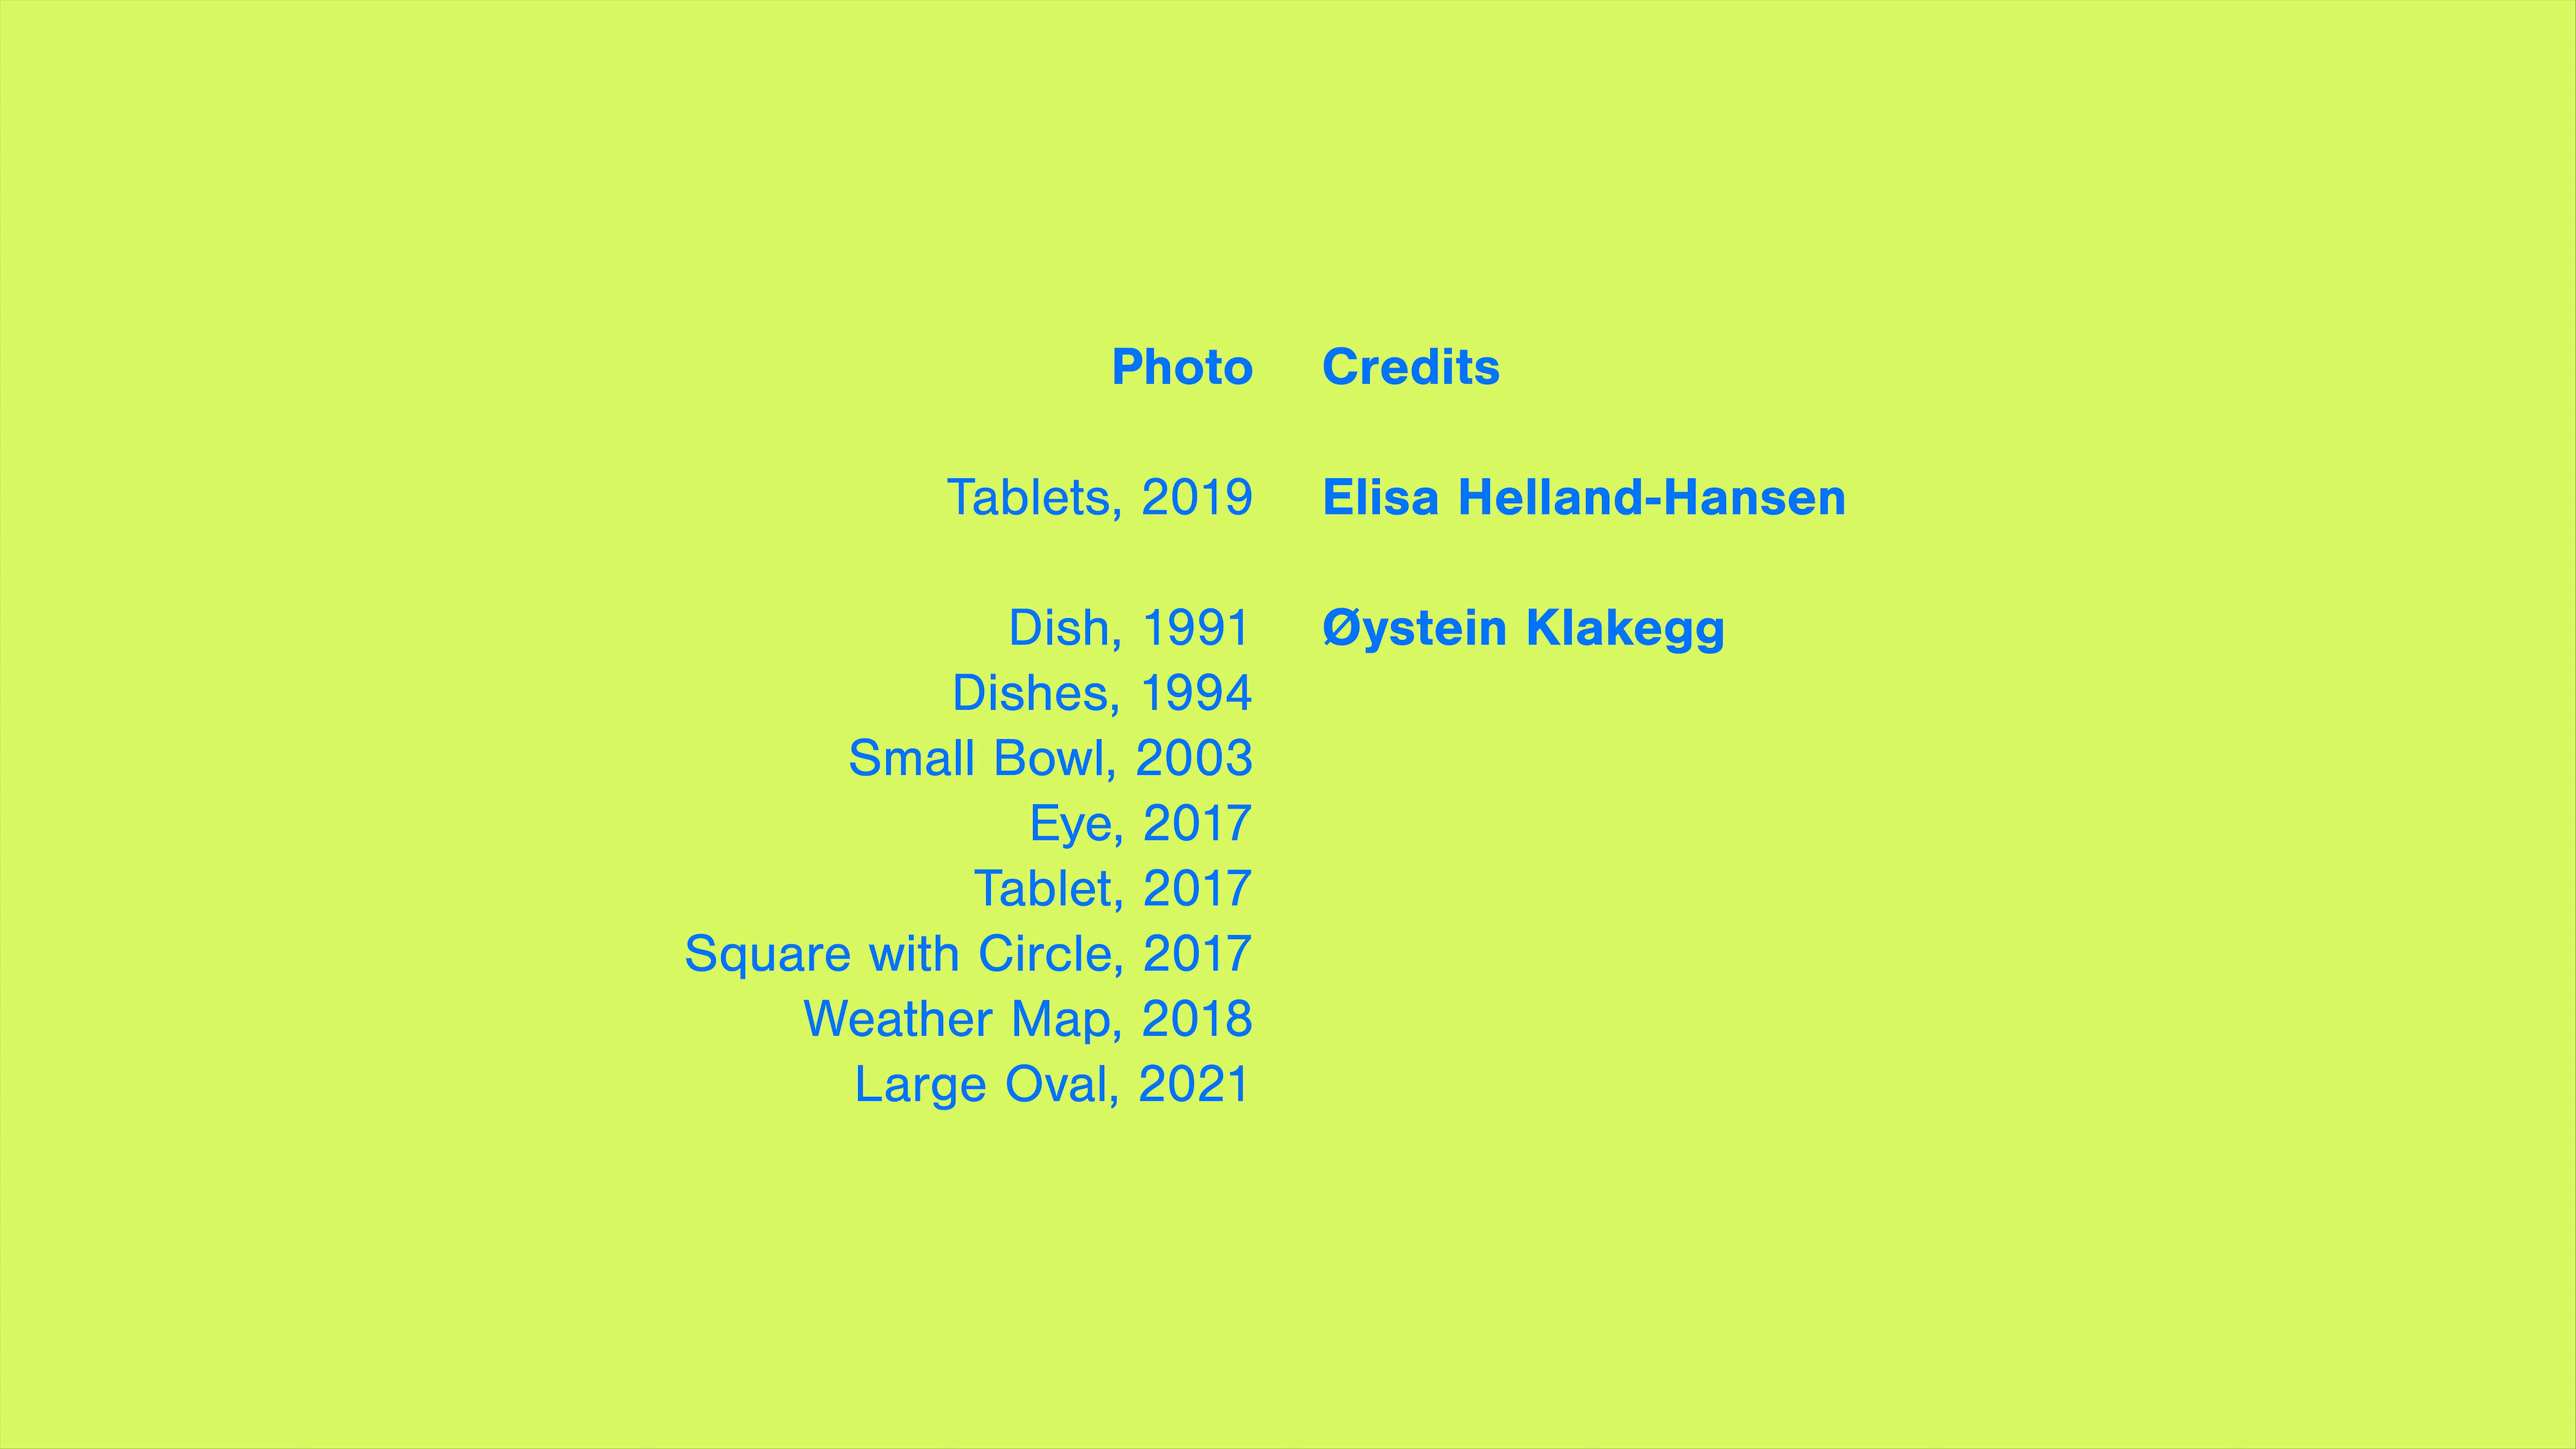 Photo Credits
Tablets, 2019 Elisa Helland-Hansen
Dish, 1991 Øystein Klakegg
Dishes, 1994
Small Bowl, 2003
Eye, 2017
Tablet, 2017
Square with Circle, 2017
Weather Map, 2018
Large Oval, 2021